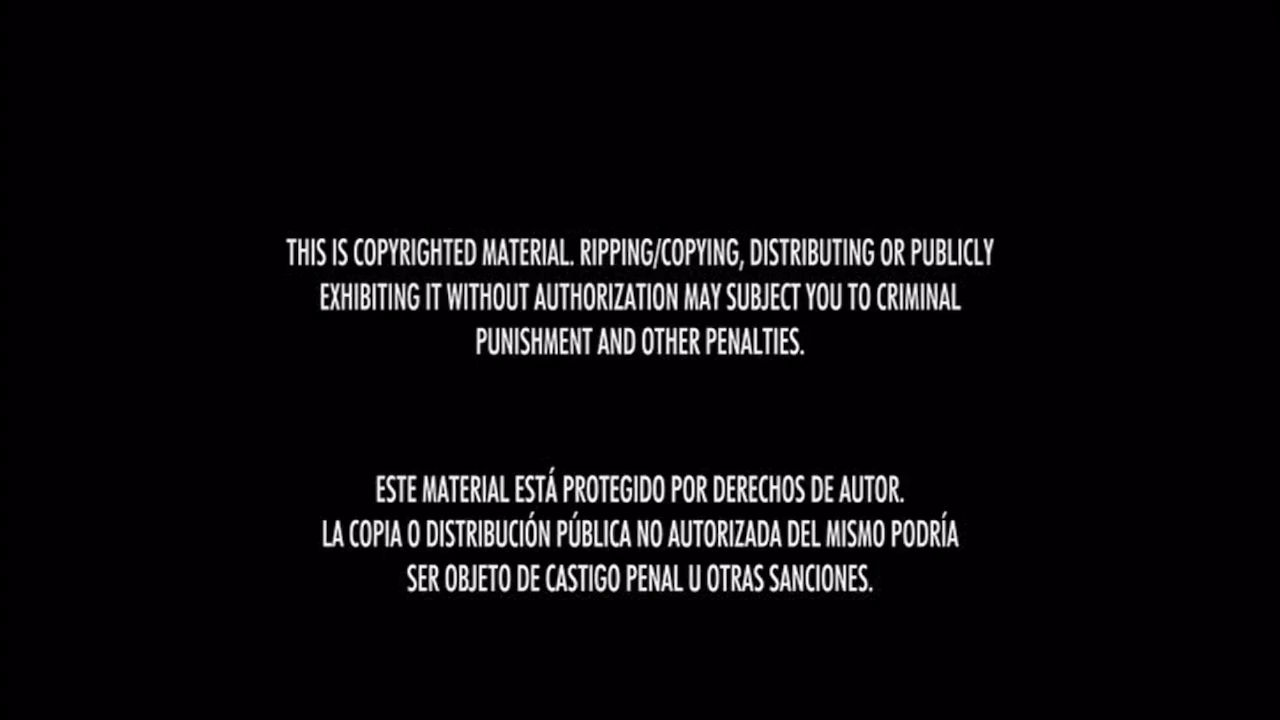 THIS IS COPYRIGHTED MATERIAL. RIPPING/COPYING, DISTRIBUTING OR PUBLICLY
EXHIBITING IT WITHOUT AUTHORIZATION MAY SUBJECT YOU TO CRIMINAL
PUNISHMENT AND OTHER PENALTIES.
ESTE MATERIAL ESTÁ PROTEGIDO POR DERECHOS DE AUTOR.
LA COPIA O DISTRIBUCIÓN PÚBLICA NO AUTORIZADA DEL MISMO PODRÍA
SER OBJETO DE CASTIGO PENAL U OTRAS SANCIONES.